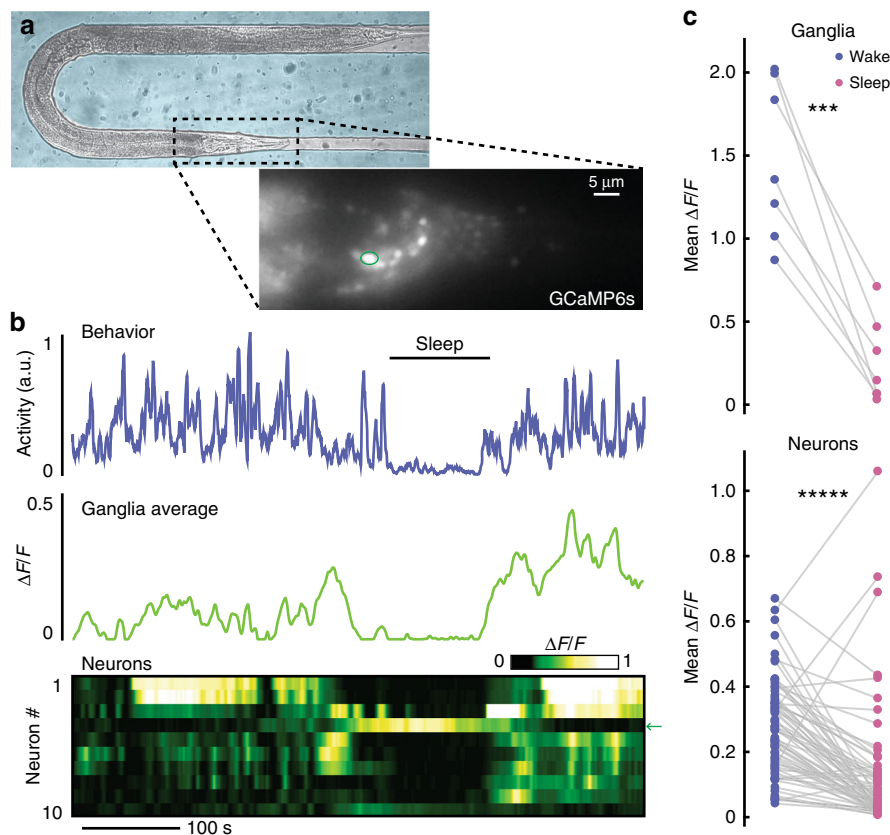 a
5 μm
GCaMP6s
b
Behavior
Sleep
1
Activity (a.u.)
0
0.5
Ganglia average
ΔF/F
0
Neurons
ΔF/F
0
1
1
Neuron #
10
←
100 s
c
Ganglia
Wake
Sleep
***
2.0
1.5
1.0
0.5
0
Mean ΔF/F
Neurons
*****
1.0
0.8
0.6
0.4
0.2
0
Mean ΔF/F